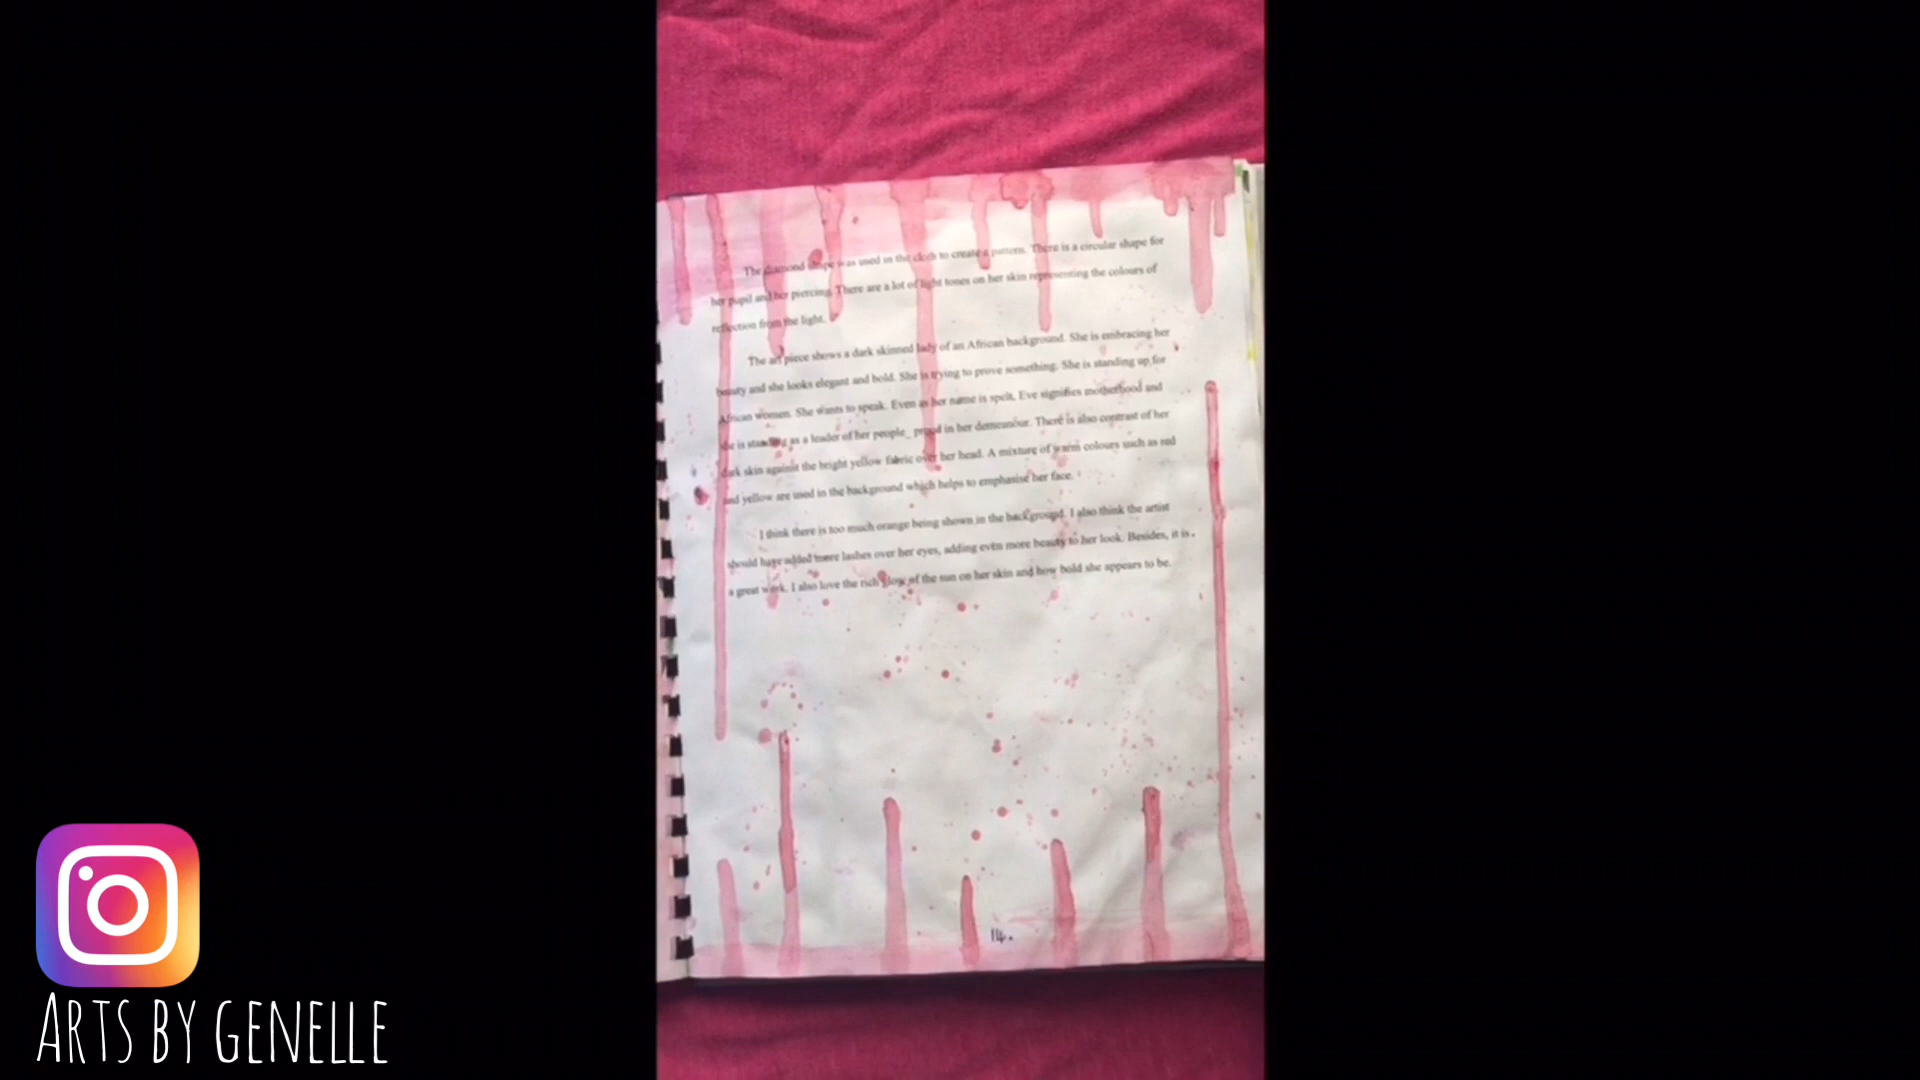 The diamond shape was used in the cloth to create a pattern. There is a circular shape for
her pupil and her piercing. There are a lot of light tones on her skin representing the colours of
reflection from the light.
The art piece shows a dark skinned lady of an African background. She is embracing her
beauty and she looks elegant and bold. She is trying to prove something. She is standing up for
African women. She wants to speak. Even as her name is spelt, Eve signifies motherhood and
she is standing as a leader of her people_ proud in her demeanour. There is also contrast of her
dark skin against the bright yellow fabric over her head. A mixture of warm colours such as red
and yellow are used in the background which helps to emphasise her face.
I think there is too much orange being shown in the background. I also think the artist
should have added more lashes over her eyes, adding even more beauty to her look. Besides, it is
a great work. I also love the rich glow of the sun on her skin and how bold she appears to be.
14.
ARTS BY GENELLE